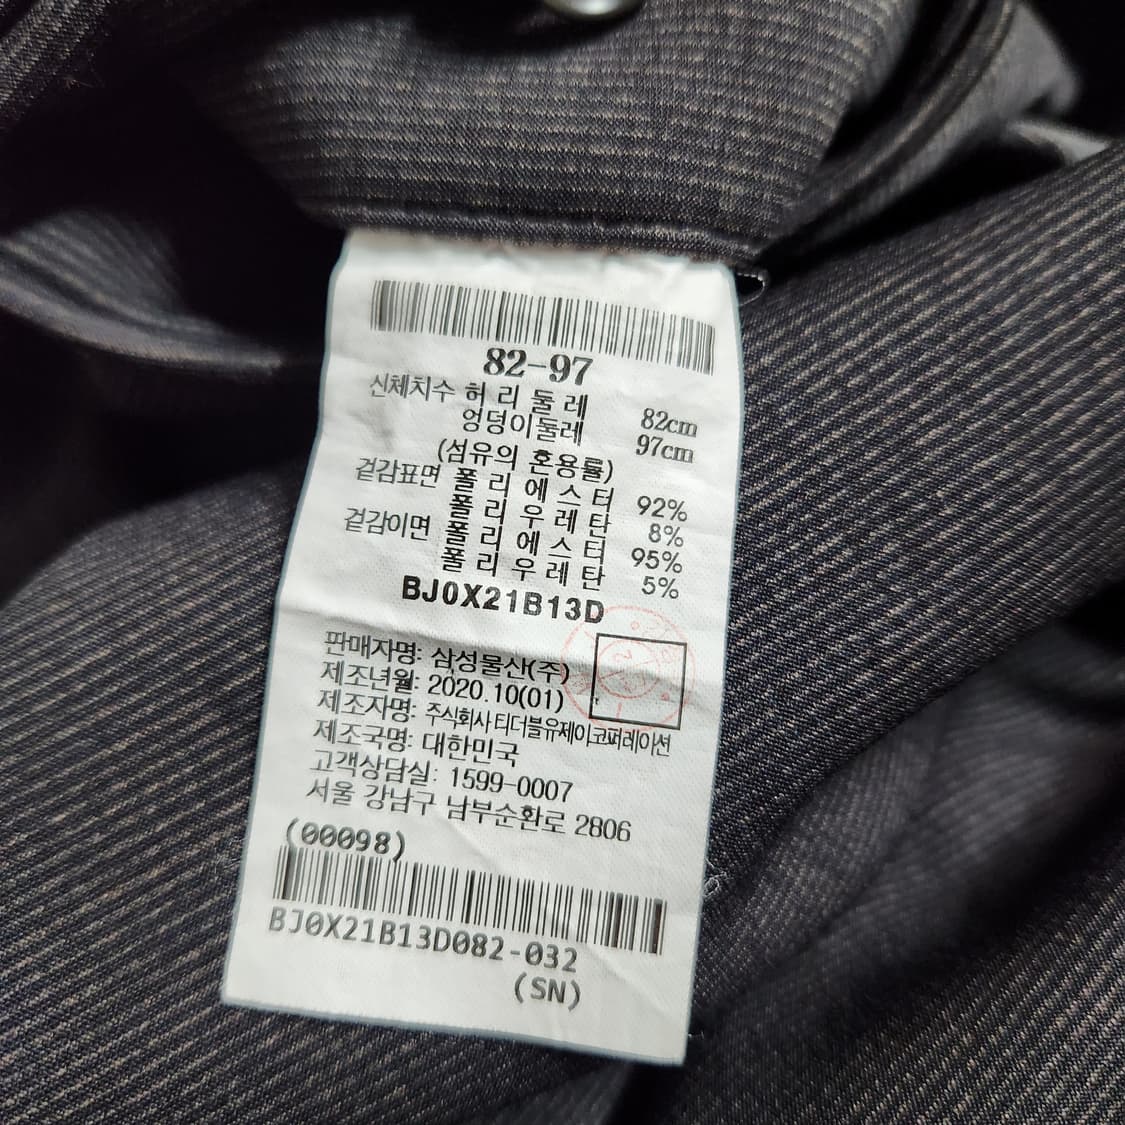 82-97
신체치수 허리둘레 82cm
엉덩이둘레 97cm
(섬유의 혼용률)
겉감표면 폴리에스터 92%
폴리우레탄 8%
겉감이면 폴리에스터 95%
폴리우레탄 5%
BJ0X21B13D
판매자명: 삼성물산(주)
제조년월: 2020.10(01)
제조자명: 주식회사 티더블유제이코퍼레이션
제조국명: 대한민국
고객상담실: 1599-0007
서울 강남구 남부순환로 2806
(00098)
BJ0X21B13D082-032
(SN)